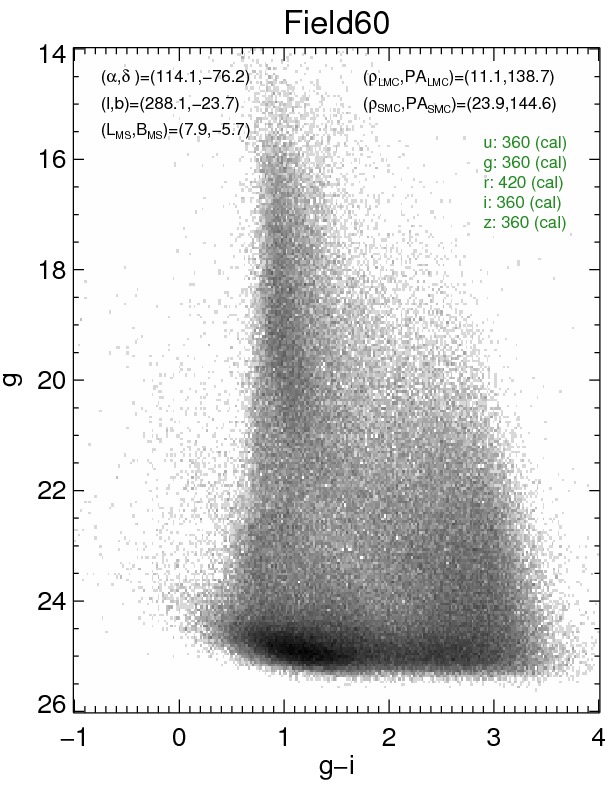 Field60
(α,δ )=(114.1,−76.2)
(ρLMC,PALMC)=(11.1,138.7)
(l,b)=(288.1,−23.7)
(ρSMC,PASMC)=(23.9,144.6)
(LMS,BMS)=(7.9,−5.7)
u: 360 (cal)
g: 360 (cal)
r: 420 (cal)
i: 360 (cal)
z: 360 (cal)
14
16
18
20
22
24
26
g
−1 0 1 2 3 4
g−i